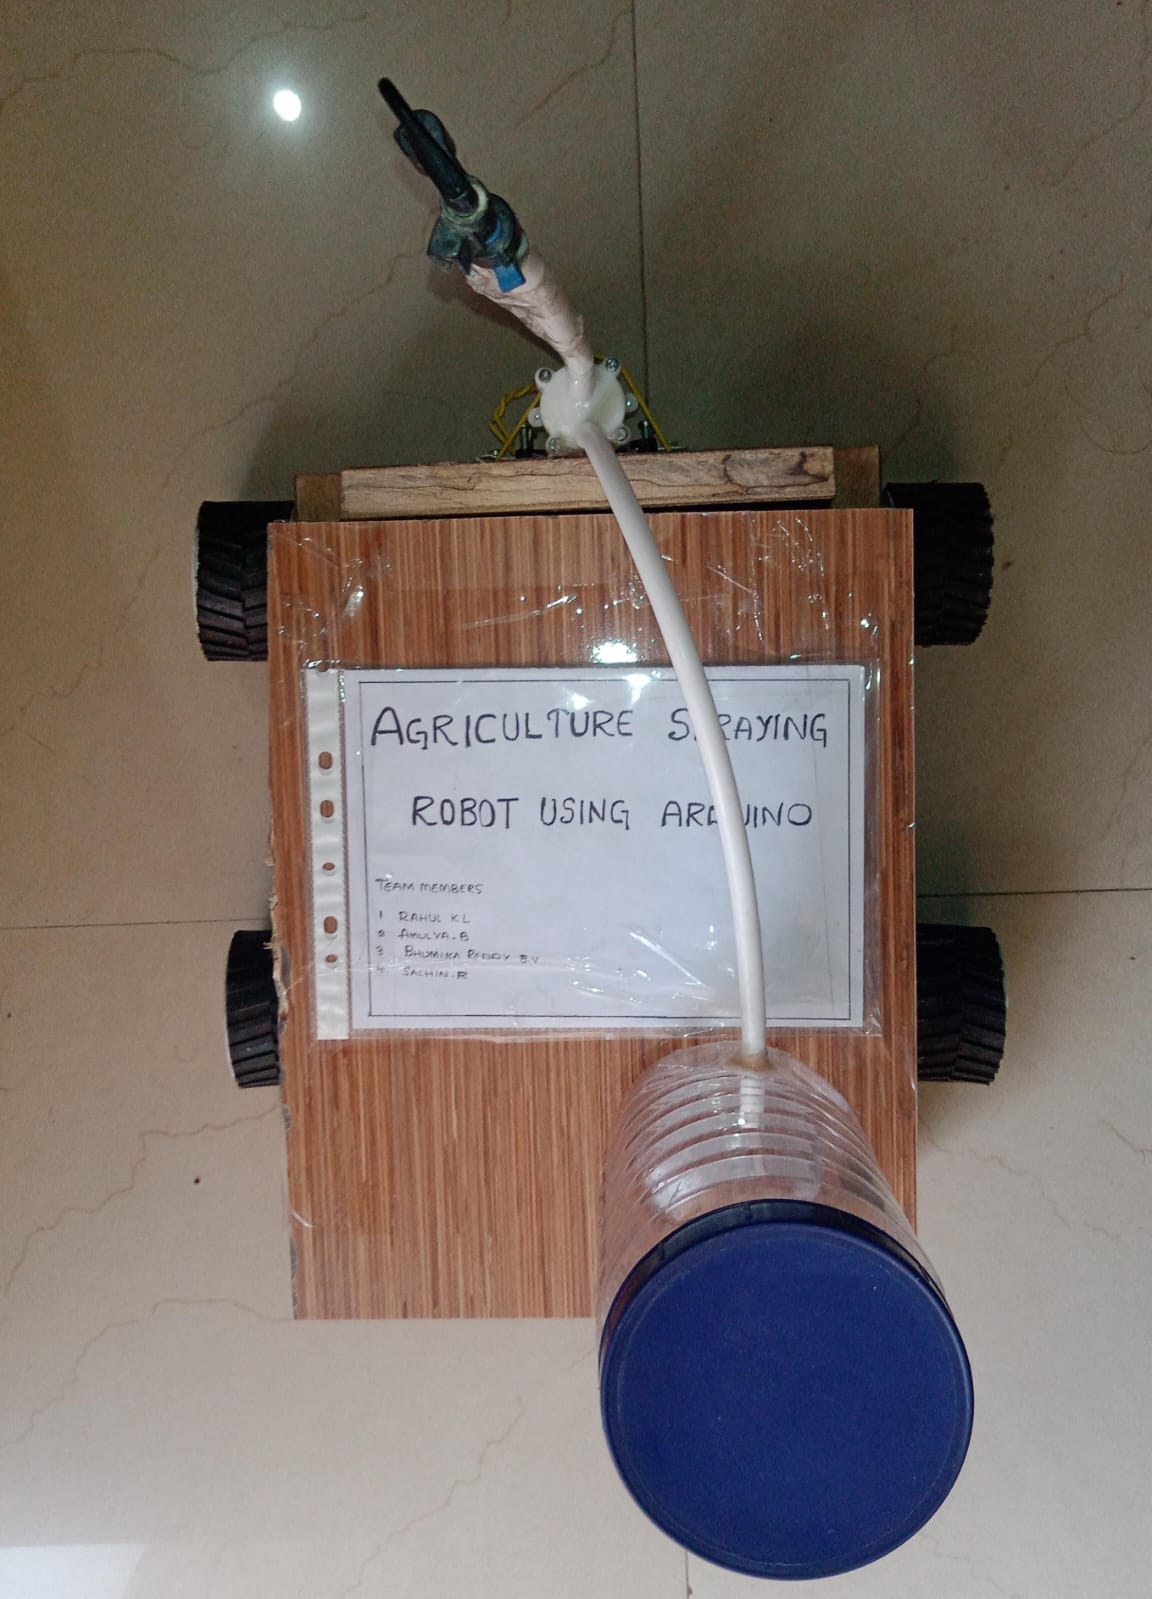 AGRICULTURE SPRAYING
ROBOT USING ARDUINO
TEAM MEMBERS
1 RAHUL K L
2 AMULYA. B
3 BHUMIKA REDDY B.V
4 SACHIN. R